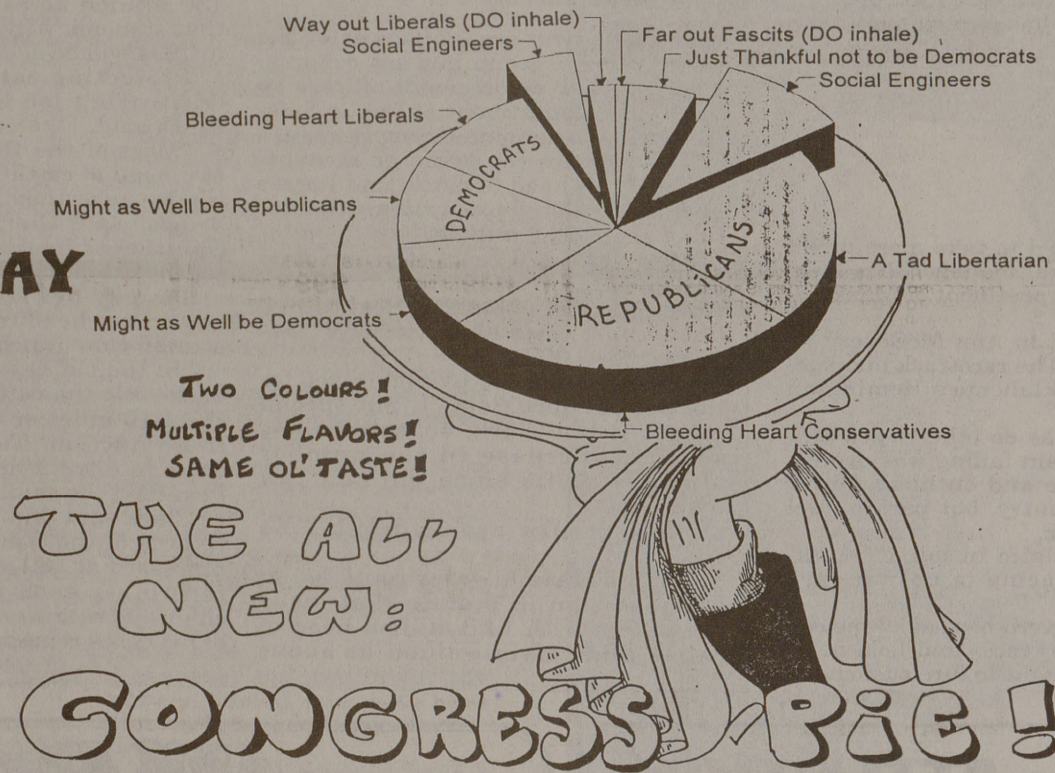 Way out Liberals (DO inhale)
Social Engineers
Far out Fascits (DO inhale)
Just Thankful not to be Democrats
Social Engineers
Bleeding Heart Liberals
DEMOCRATS
Might as Well be Republicans
REPUBLICANS
AY
A Tad Libertarian
Might as Well be Democrats
Bleeding Heart Conservatives
TWO COLOURS!
MULTIPLE FLAVORS!
SAME OL' TASTE!
THE ALL
NEW:
CONGRESS PiE!